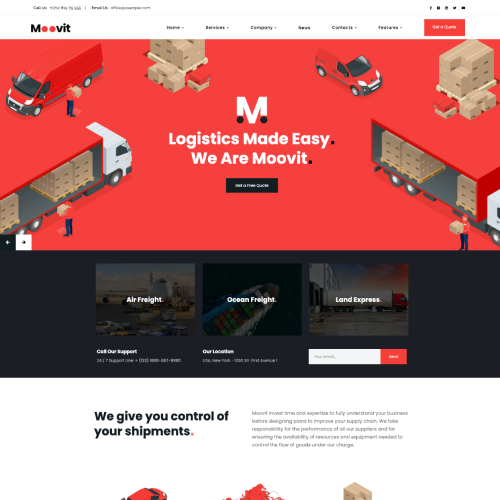 Call Us: | Email Us: office@example.com
Moovit
Home Services Company News Contacts Features
Get a Quote
M
Logistics Made Easy.
We Are Moovit.
Get a Free Quote
Air Freight.
Ocean Freight.
Land Express.
Call Our Support
24 / 7 Support Line: + (123) 1800-567-8990
Our Location
USA, New York - 1060 Str. First Avenue 1
Your email...
Send
We give you control of
your shipments.
Moovit invest time and expertise to fully understand your business
before designing plans to improve your supply chain. We take
responsibility for the performance of all our suppliers and for
ensuring the availability of resources and equipment needed to
control the flow of goods under our charge.